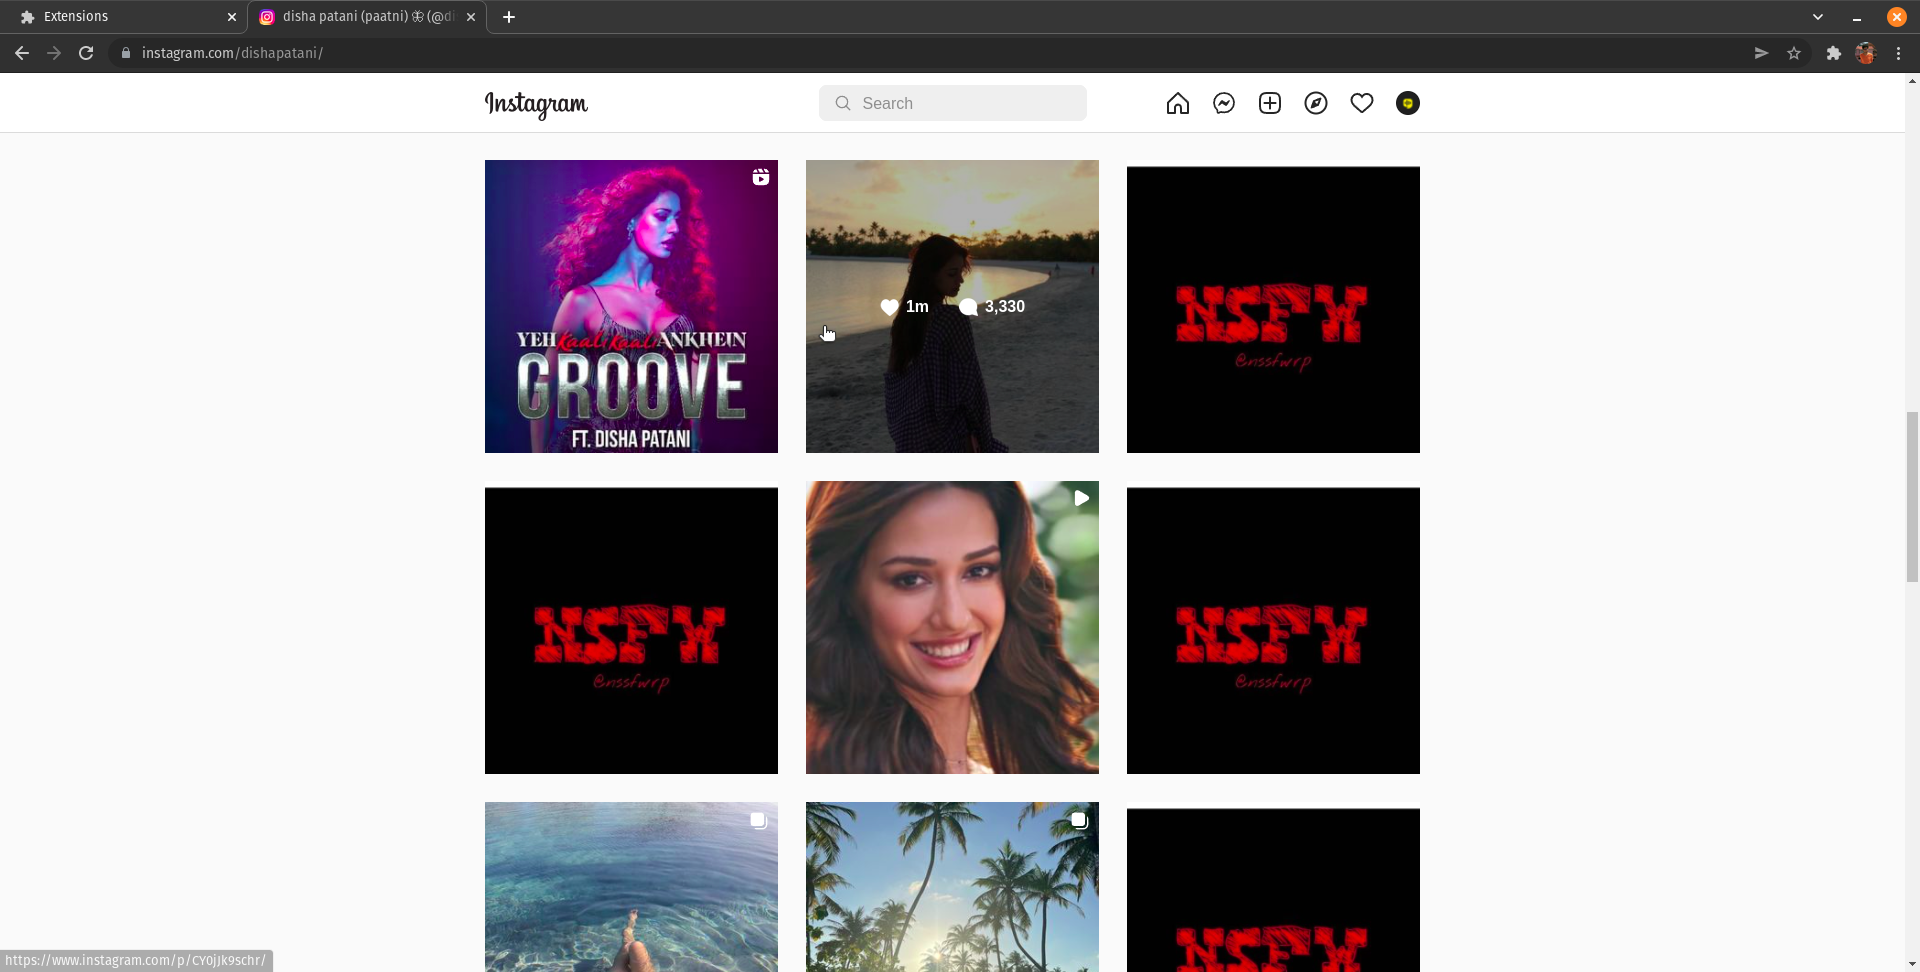 Extensions
disha patani (paatni) 🦋 (@di
instagram.com/dishapatani/
Instagram
Search
YEH Kaali Kaali ANKHEIN
GROOVE
FT. DISHA PATANI
1m 3,330
NSFW
@nssfwrp
NSFW
@nssfwrp
NSFW
@nssfwrp
NSFW
https://www.instagram.com/p/CY0jJk9schr/